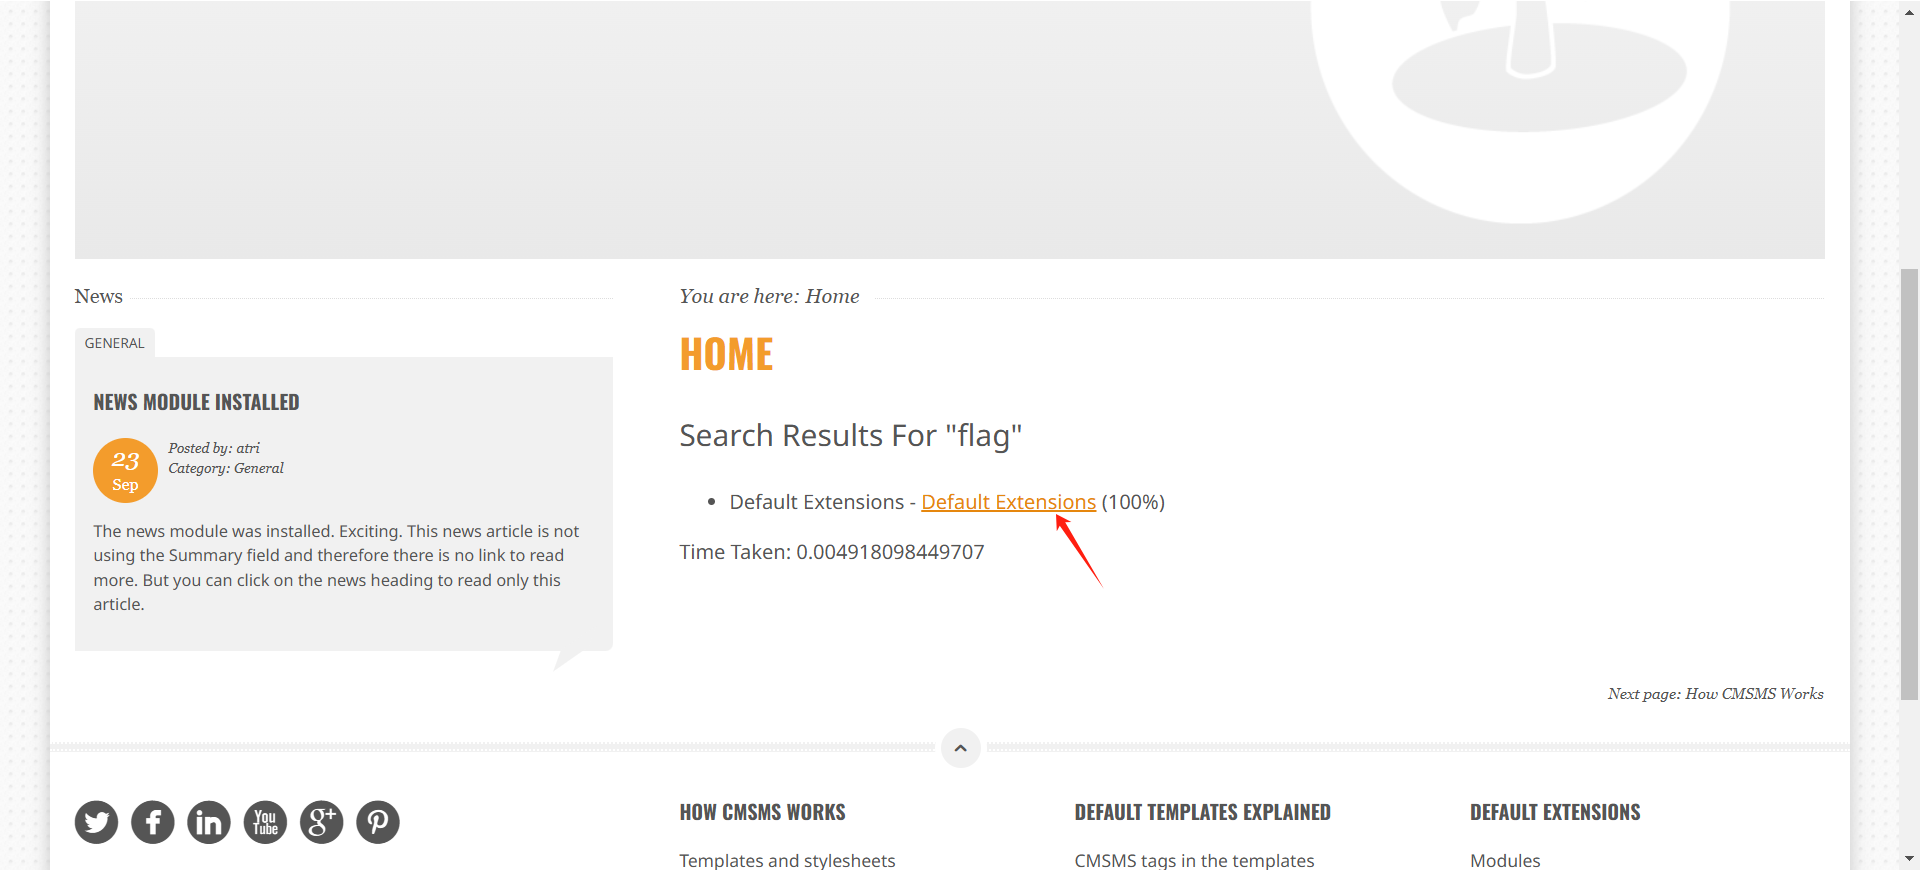 News
GENERAL
NEWS MODULE INSTALLED
23
Sep
Posted by: atri
Category: General
The news module was installed. Exciting. This news article is not
using the Summary field and therefore there is no link to read
more. But you can click on the news heading to read only this
article.
You are here: Home
HOME
Search Results For "flag"
• Default Extensions - Default Extensions (100%)
Time Taken: 0.004918098449707
Next page: How CMSMS Works
You
Tube
g+
HOW CMSMS WORKS
Templates and stylesheets
DEFAULT TEMPLATES EXPLAINED
CMSMS tags in the templates
DEFAULT EXTENSIONS
Modules